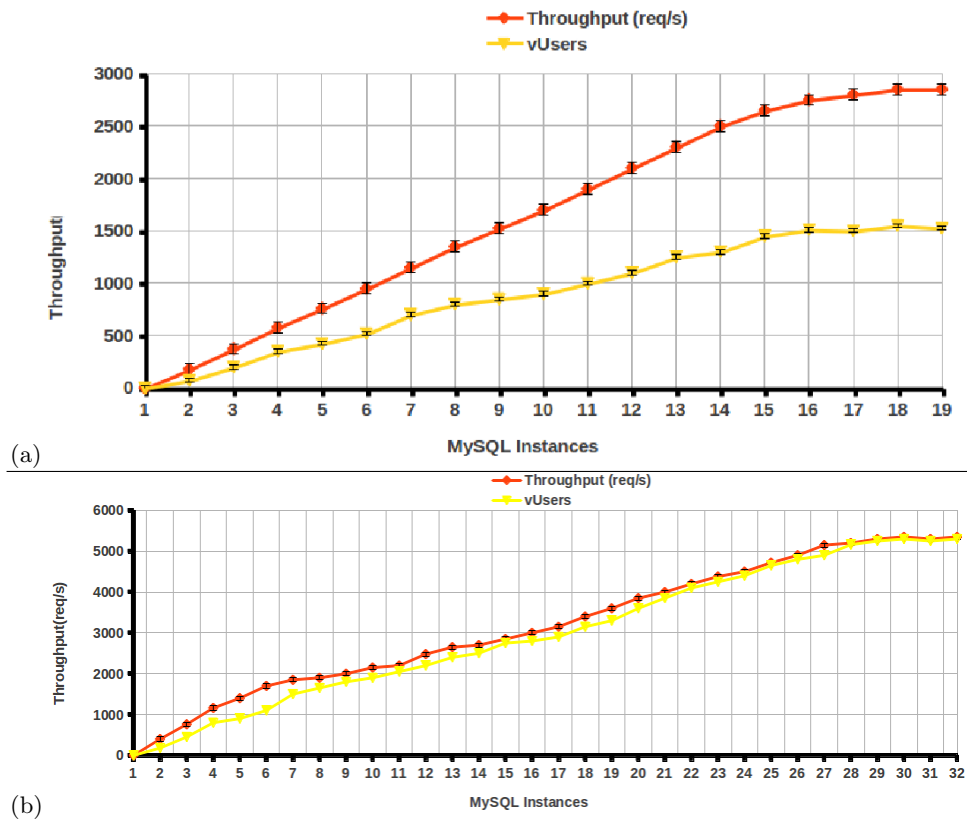 Throughput (req/s)
vUsers
3000
2500
2000
1500
1000
500
0
Throughput
1 2 3 4 5 6 7 8 9 10 11 12 13 14 15 16 17 18 19
MySQL Instances
(a)
Throughput (req/s)
vUsers
6000
5000
4000
3000
2000
1000
0
Throughput(req/s)
1 2 3 4 5 6 7 8 9 10 11 12 13 14 15 16 17 18 19 20 21 22 23 24 25 26 27 28 29 30 31 32
MySQL Instances
(b)